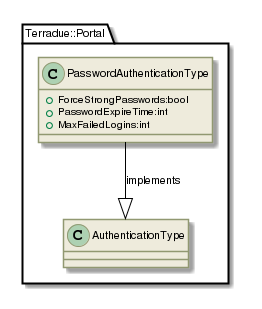 Terradue::Portal
C PasswordAuthenticationType
ForceStrongPasswords:bool
PasswordExpireTime:int
MaxFailedLogins:int
implements
C AuthenticationType